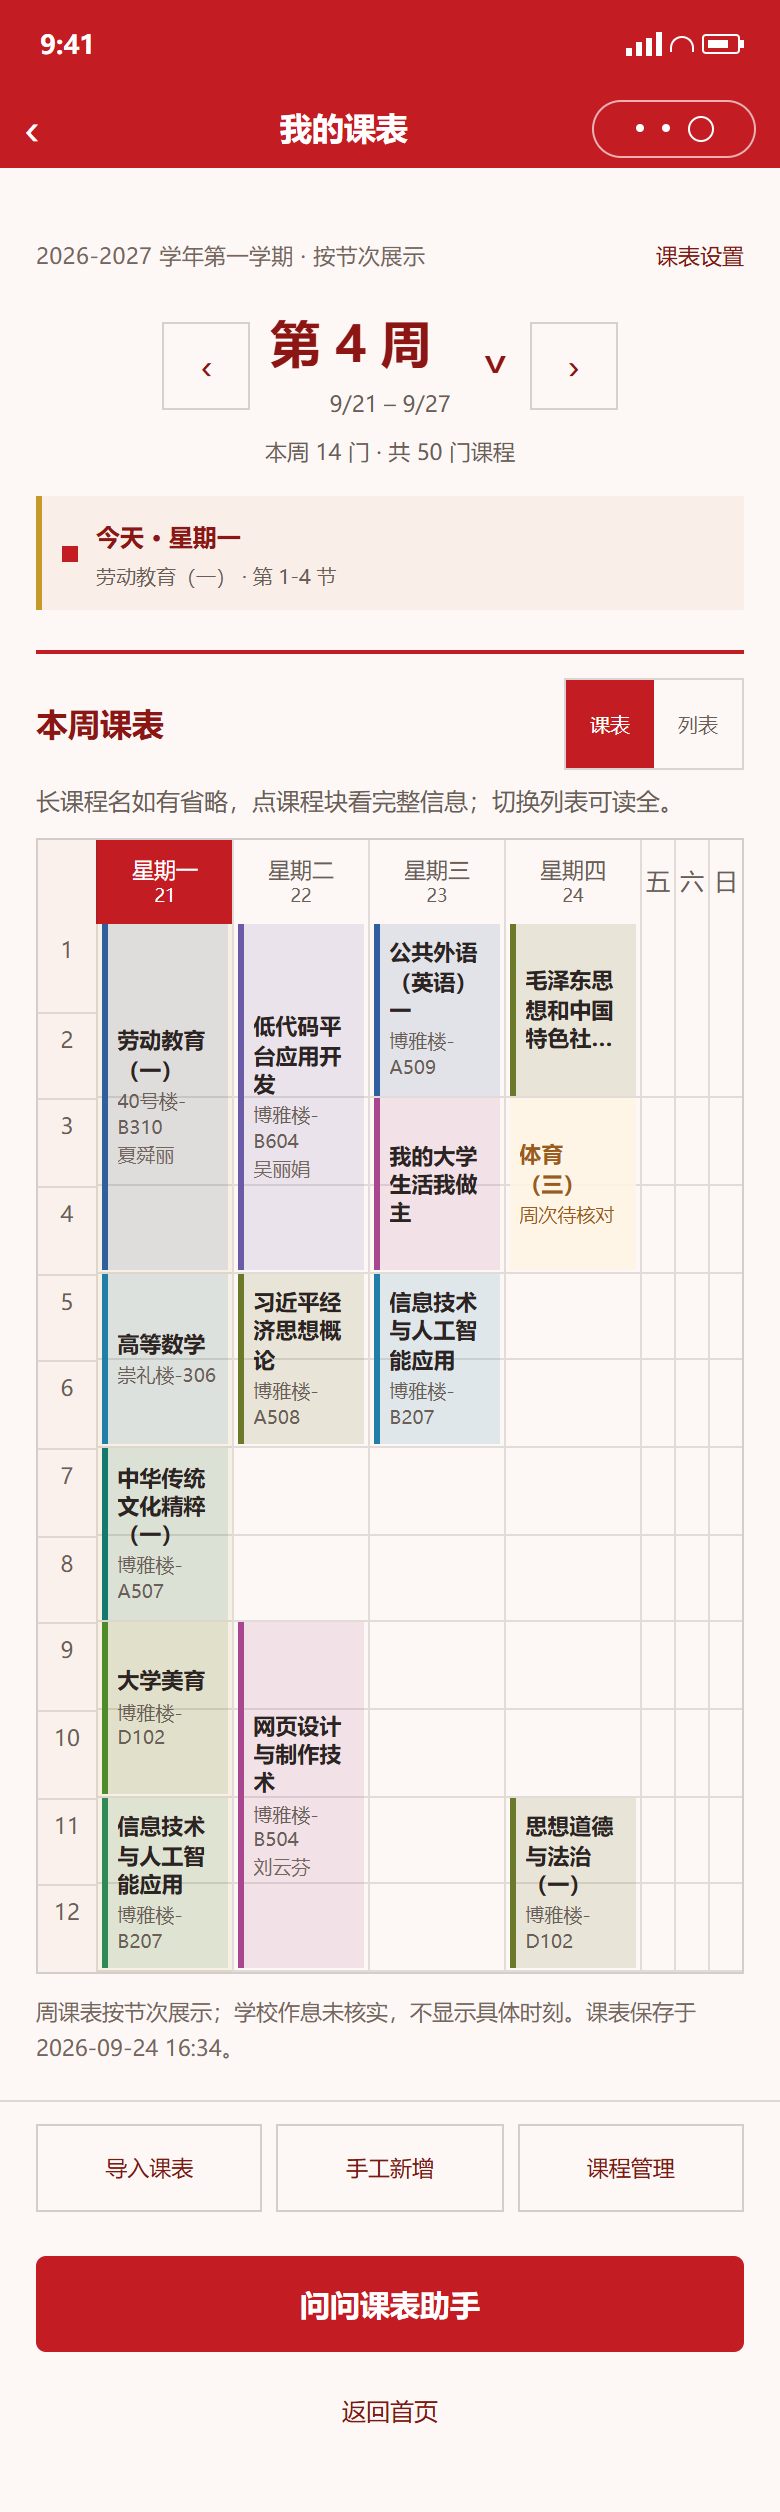 9:41
‹
我的课表
2026-2027 学年第一学期 · 按节次展示
课表设置
‹
第 4 周
›
9/21 – 9/27
本周 14 门 · 共 50 门课程
今天 · 星期一
劳动教育（一） · 第 1-4 节
本周课表
课表
列表
长课程名如有省略，点课程块看完整信息；切换列表可读全。
星期一
21
星期二
22
星期三
23
星期四
24
五
六
日
1
2
3
4
5
6
7
8
9
10
11
12
劳动教育
（一）
40号楼-
B310
夏舜丽
高等数学
崇礼楼-306
中华传统
文化精粹
（一）
博雅楼-
A507
大学美育
博雅楼-
D102
信息技术
与人工智
能应用
博雅楼-
B207
低代码平
台应用开
发
博雅楼-
B604
吴丽娟
习近平经
济思想概
论
博雅楼-
A508
网页设计
与制作技
术
博雅楼-
B504
刘云芬
公共外语
（英语）
一
博雅楼-
A509
我的大学
生活我做
主
信息技术
与人工智
能应用
博雅楼-
B207
毛泽东思
想和中国
特色社...
体育
（三）
周次待核对
思想道德
与法治
（一）
博雅楼-
D102
周课表按节次展示；学校作息未核实，不显示具体时刻。课表保存于
2026-09-24 16:34。
导入课表
手工新增
课程管理
问问课表助手
返回首页